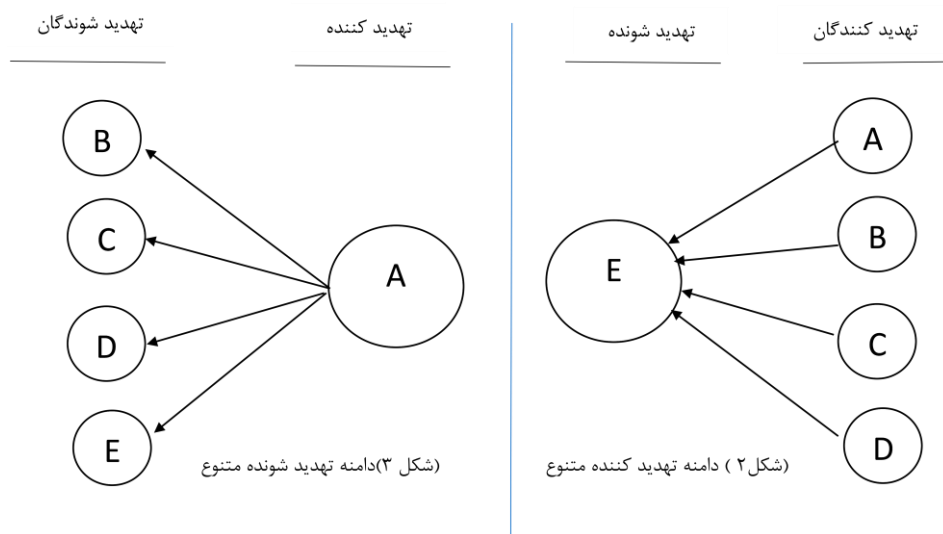 تهدید کنندگان
تهدید شونده
A
B
C
D
E
(شکل۲ ) دامنه تهدید کننده متنوع
تهدید کننده
تهدید شوندگان
A
B
C
D
E
(شکل ۳)دامنه تهدید شونده متنوع